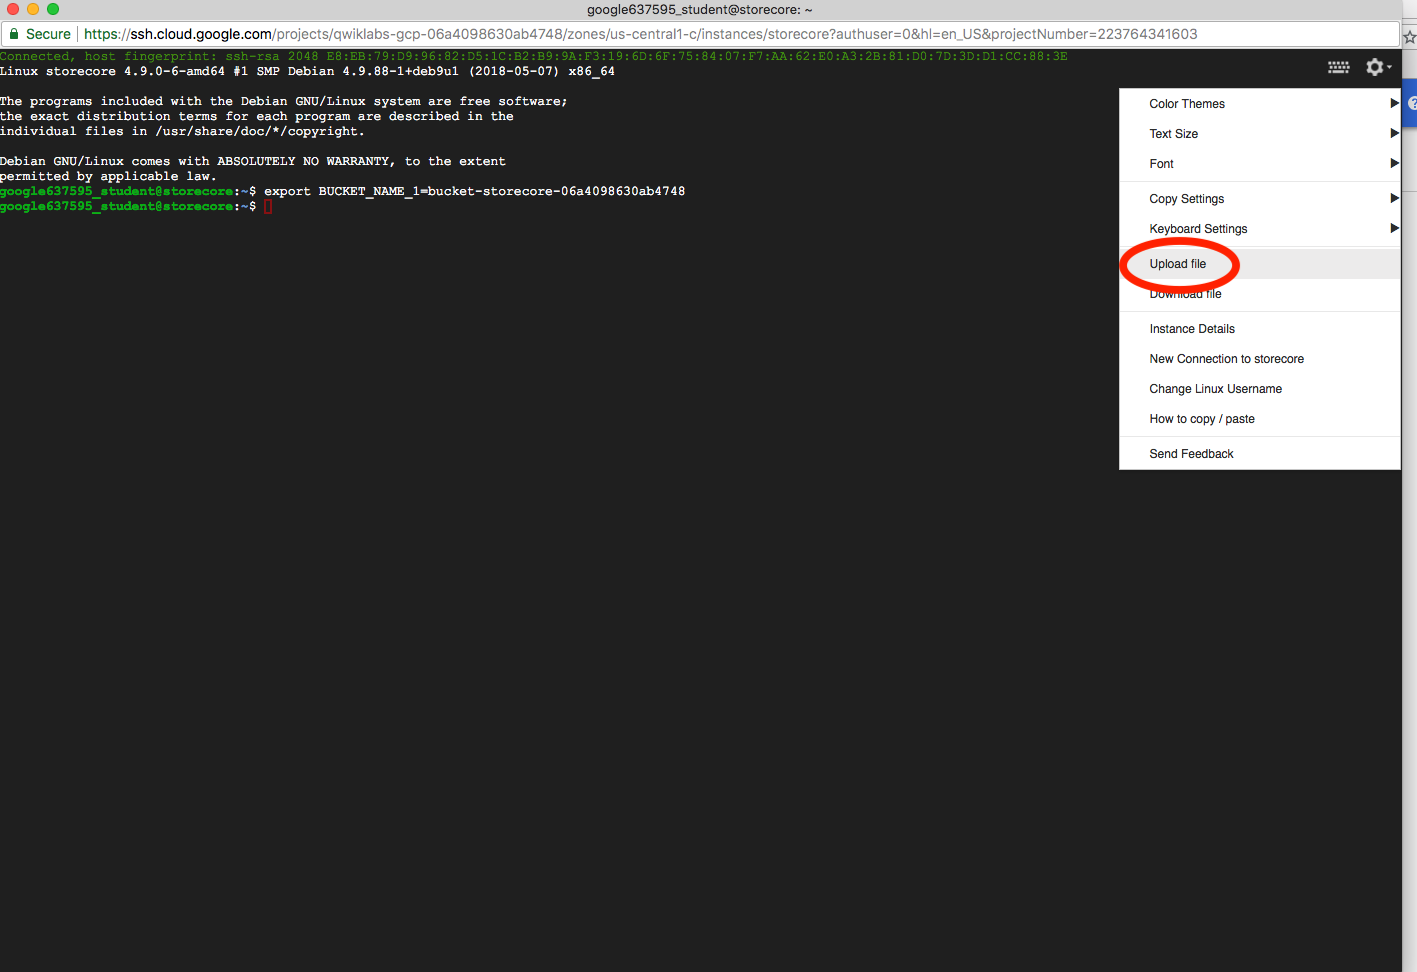 google637595_student@storecore: ~
Secure https://ssh.cloud.google.com/projects/qwiklabs-gcp-06a4098630ab4748/zones/us-central1-c/instances/storecore?authuser=0&hl=en_US&projectNumber=223764341603
Connected, host fingerprint: ssh-rsa 2048 E8:EB:79:D9:96:82:D5:1C:B2:B9:9A:F3:19:6D:6F:75:84:07:F7:AA:62:E0:A3:2B:81:D0:7D:3D:D1:CC:88:3E
Linux storecore 4.9.0-6-amd64 #1 SMP Debian 4.9.88-1+deb9u1 (2018-05-07) x86_64
The programs included with the Debian GNU/Linux system are free software;
the exact distribution terms for each program are described in the
individual files in /usr/share/doc/*/copyright.
Debian GNU/Linux comes with ABSOLUTELY NO WARRANTY, to the extent
permitted by applicable law.
google637595_student@storecore:~$ export BUCKET_NAME_1=bucket-storecore-06a4098630ab4748
google637595_student@storecore:~$
Color Themes
Text Size
Font
Copy Settings
Keyboard Settings
Upload file
Download file
Instance Details
New Connection to storecore
Change Linux Username
How to copy / paste
Send Feedback